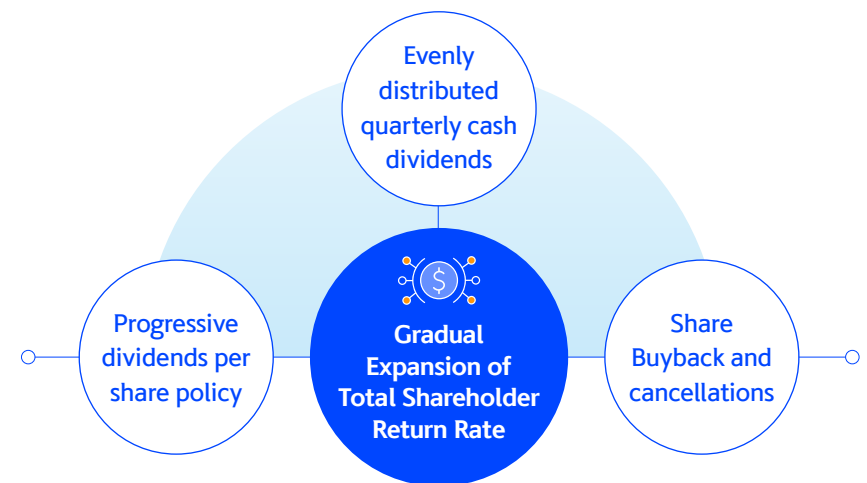 Evenly
distributed
quarterly cash
dividends
Progressive
dividends per
share policy
$
Gradual
Expansion of
Total Shareholder
Return Rate
Share
Buyback and
cancellations